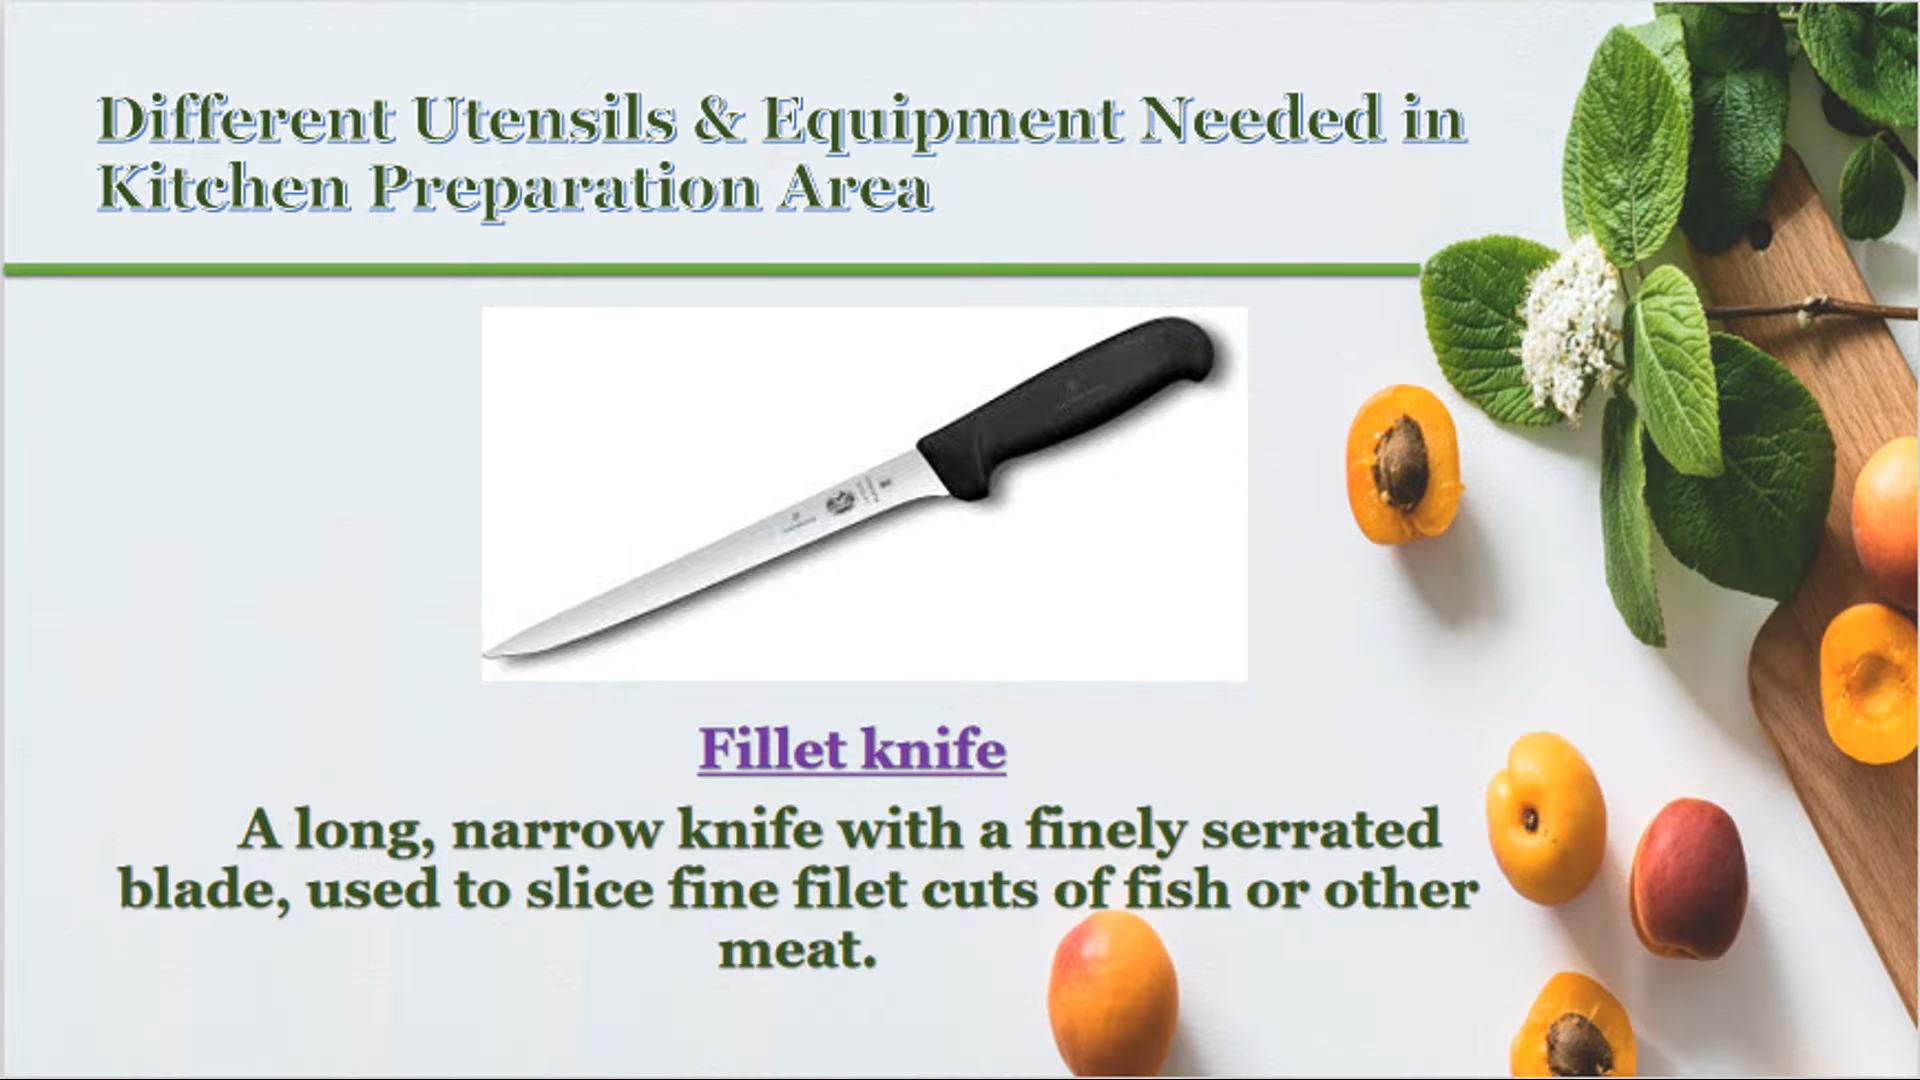 Different Utensils & Equipment Needed in
Kitchen Preparation Area
Fillet knife
A long, narrow knife with a finely serrated
blade, used to slice fine filet cuts of fish or other
meat.